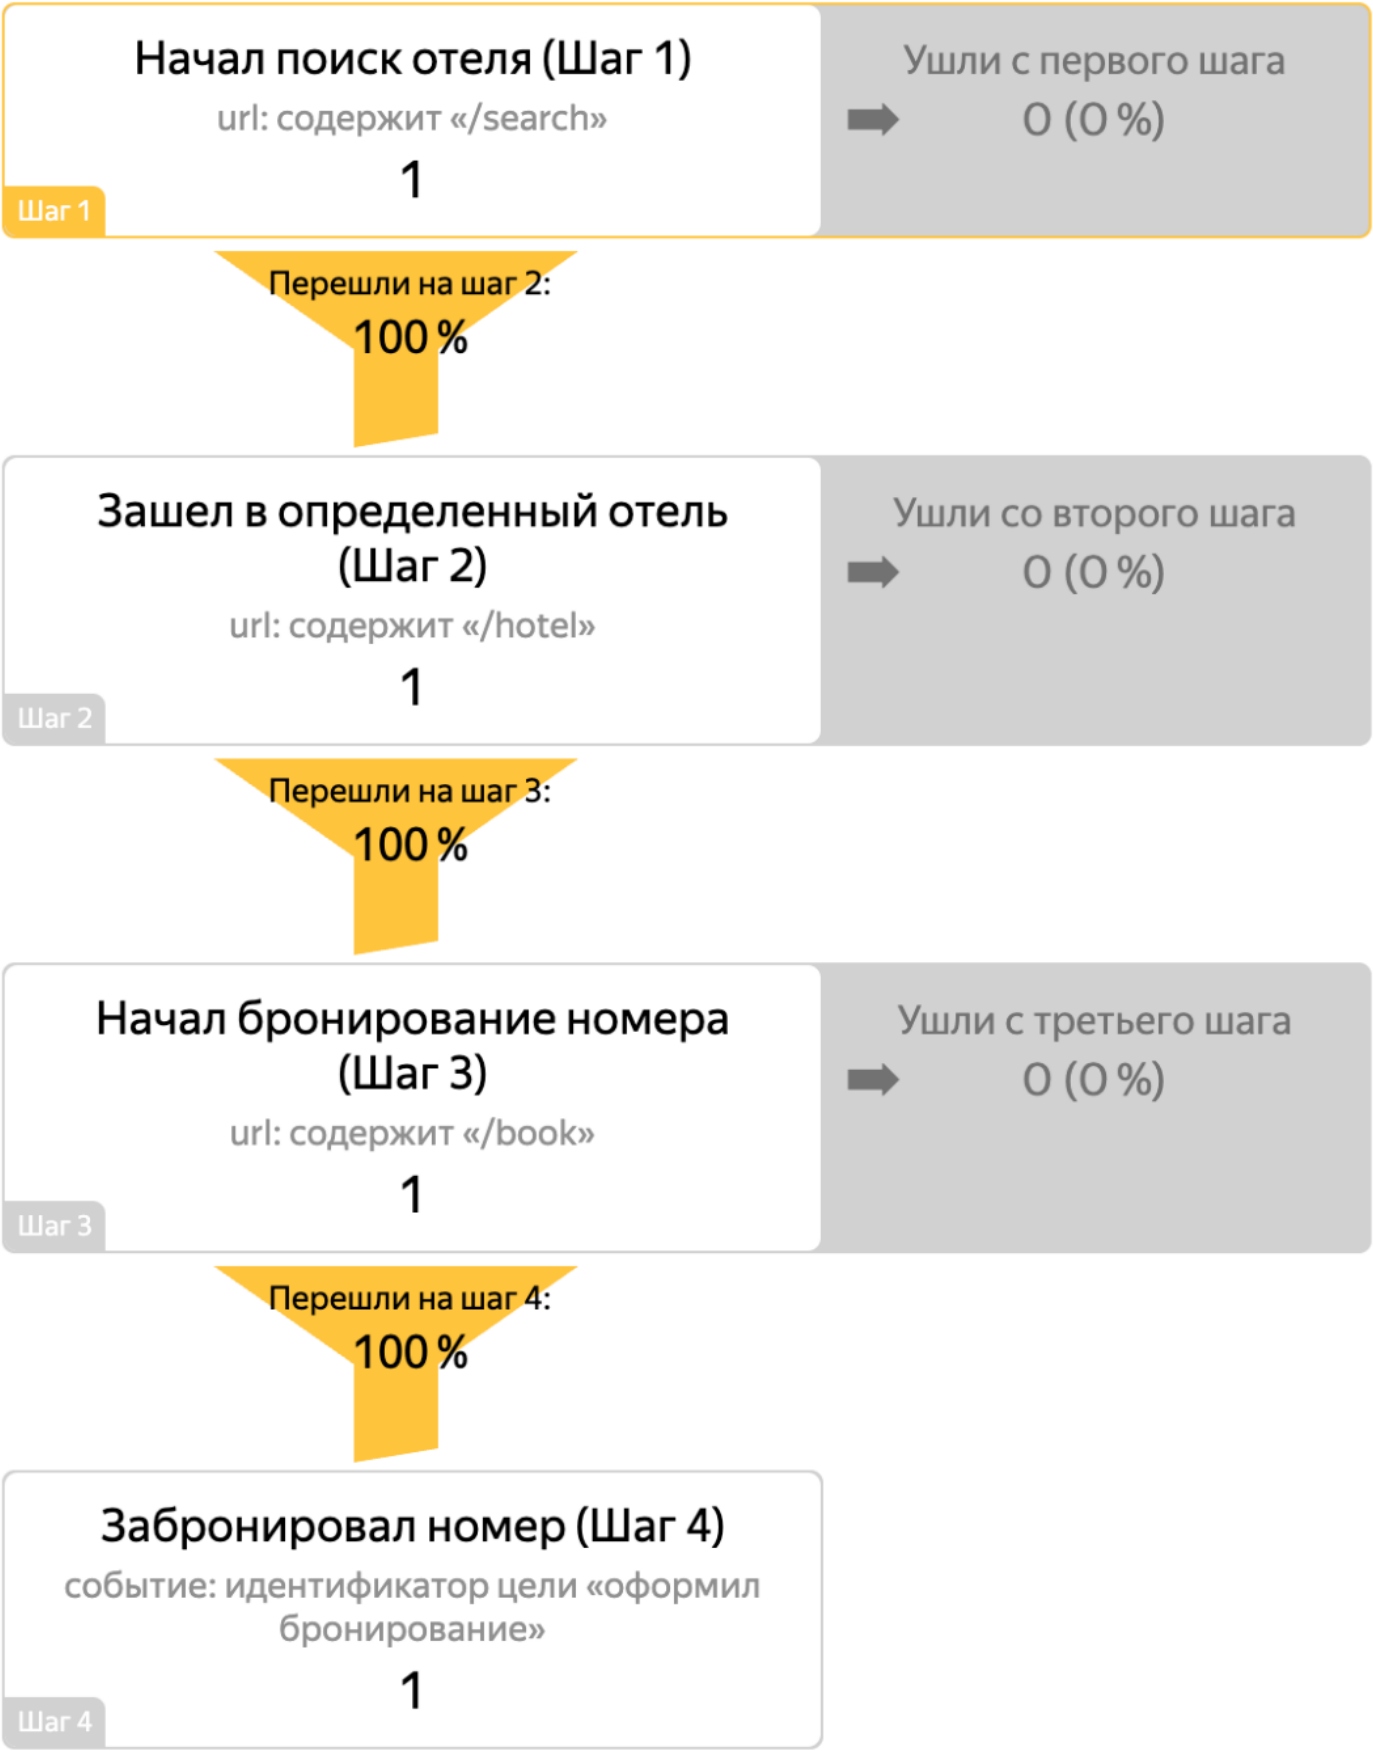 Начал поиск отеля (Шаг 1)
url: содержит «/search»
1
Шаг 1
Ушли с первого шага
0 (0 %)
Перешли на шаг 2:
100 %
Зашел в определенный отель
(Шаг 2)
url: содержит «/hotel»
1
Шаг 2
Ушли со второго шага
0 (0 %)
Перешли на шаг 3:
100 %
Начал бронирование номера
(Шаг 3)
url: содержит «/book»
1
Шаг 3
Ушли с третьего шага
0 (0 %)
Перешли на шаг 4:
100 %
Забронировал номер (Шаг 4)
событие: идентификатор цели «оформил
бронирование»
1
Шаг 4